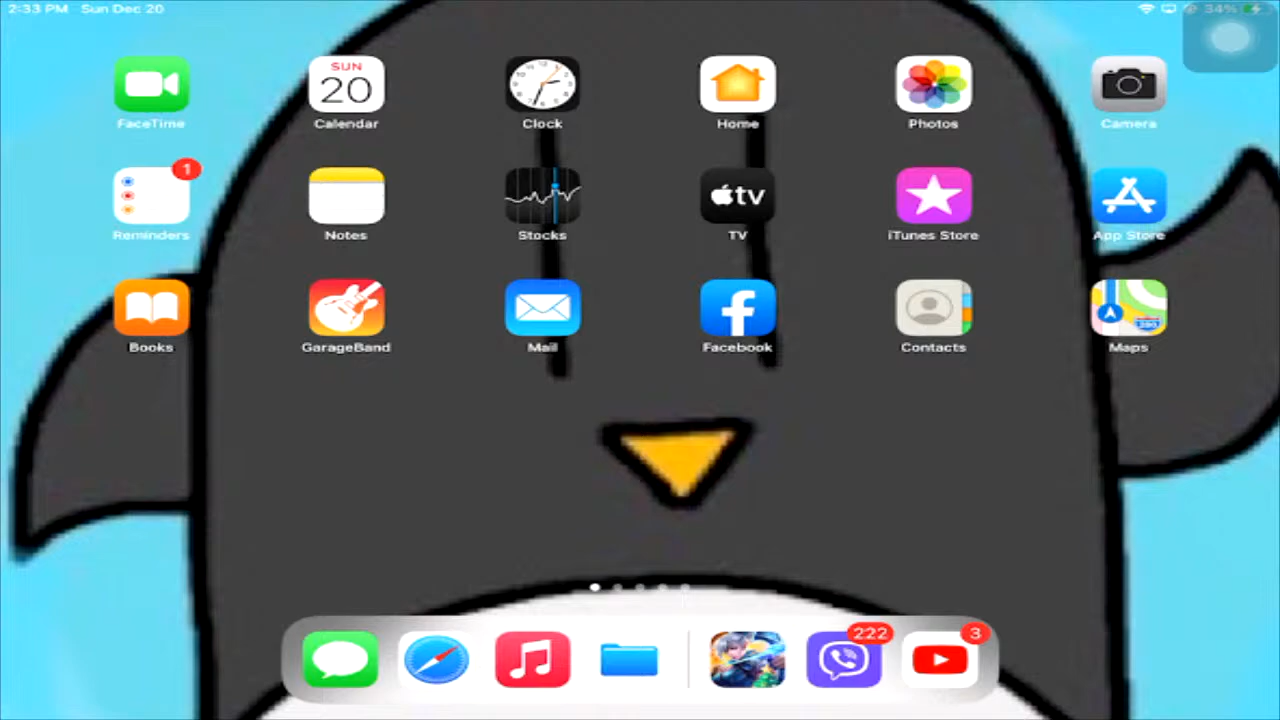 2:33 PM Sun Dec 20
34%
SUN
20
FaceTime
Calendar
Clock
Home
Photos
Camera
1
tv
Reminders
Notes
Stocks
TV
iTunes Store
App Store
280
Books
GarageBand
Mail
Facebook
Contacts
Maps
222
3